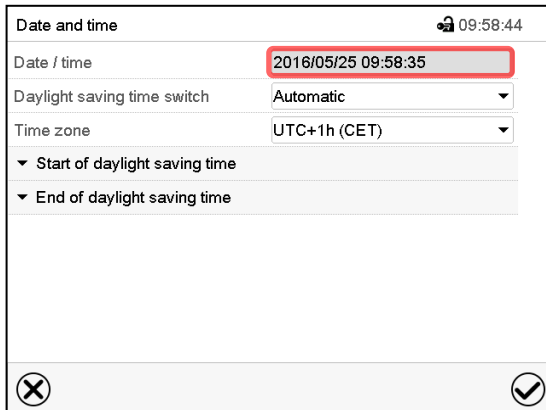 Date and time 09:58:44
Date / time 2016/05/25 09:58:35
Daylight saving time switch Automatic
Time zone UTC+1h (CET)
Start of daylight saving time
End of daylight saving time